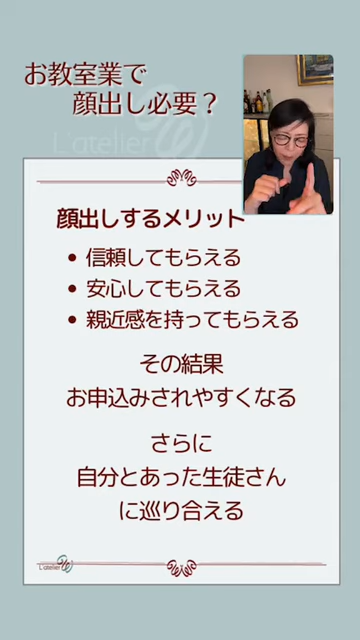 お教室業で
顔出し必要？
L'atelier
顔出しするメリット
• 信頼してもらえる
• 安心してもらえる
• 親近感を持ってもらえる
その結果
お申込みされやすくなる
さらに
自分とあった生徒さん
に巡り合える
L'atelier